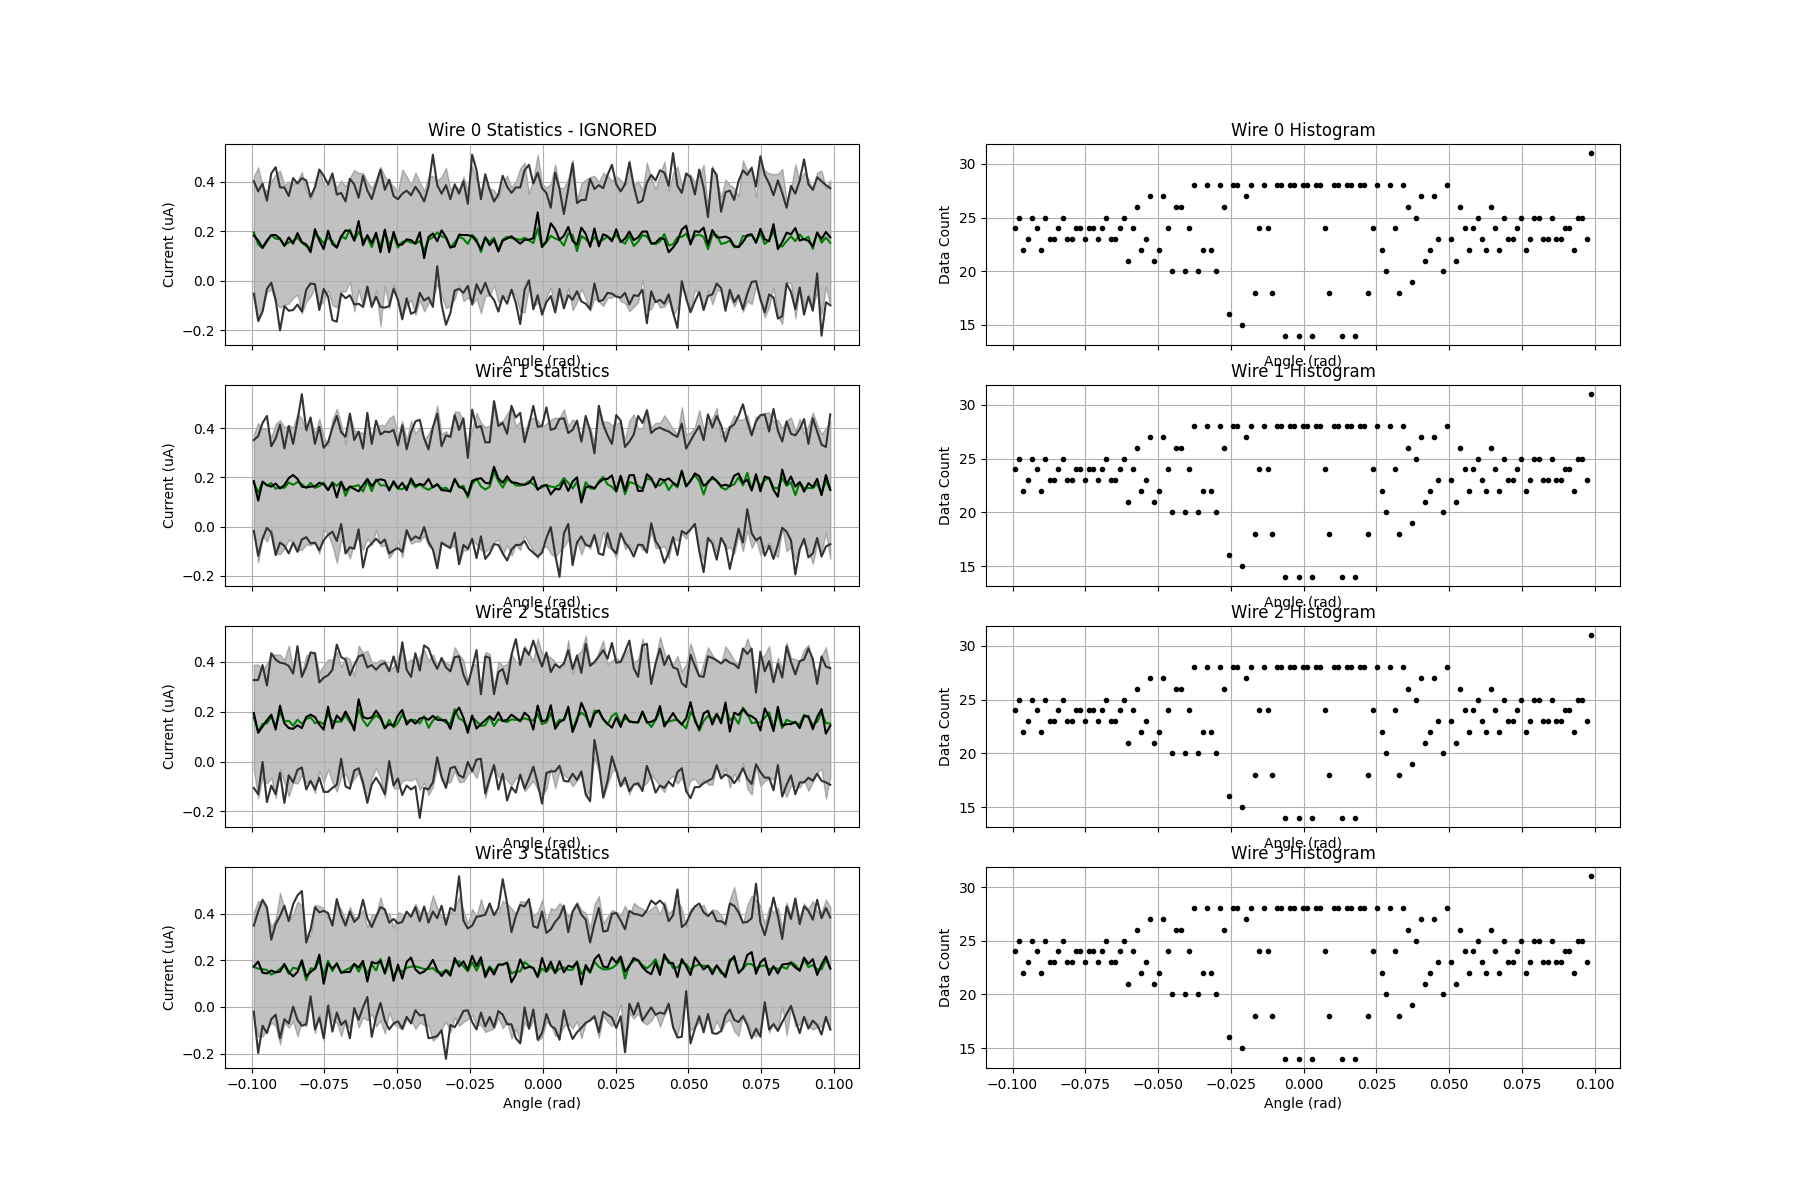 Wire 0 Statistics - IGNORED
Current (uA)
0.4
0.2
0.0
−0.2
Angle (rad)
Wire 0 Histogram
Data Count
30
25
20
15
Angle (rad)
Wire 1 Statistics
Current (uA)
0.4
0.2
0.0
−0.2
Angle (rad)
Wire 1 Histogram
Data Count
30
25
20
15
Angle (rad)
Wire 2 Statistics
Current (uA)
0.4
0.2
0.0
−0.2
Angle (rad)
Wire 2 Histogram
Data Count
30
25
20
15
Angle (rad)
Wire 3 Statistics
Current (uA)
0.4
0.2
0.0
−0.2
−0.100 −0.075 −0.050 −0.025 0.000 0.025 0.050 0.075 0.100
Angle (rad)
Wire 3 Histogram
Data Count
30
25
20
15
−0.100 −0.075 −0.050 −0.025 0.000 0.025 0.050 0.075 0.100
Angle (rad)